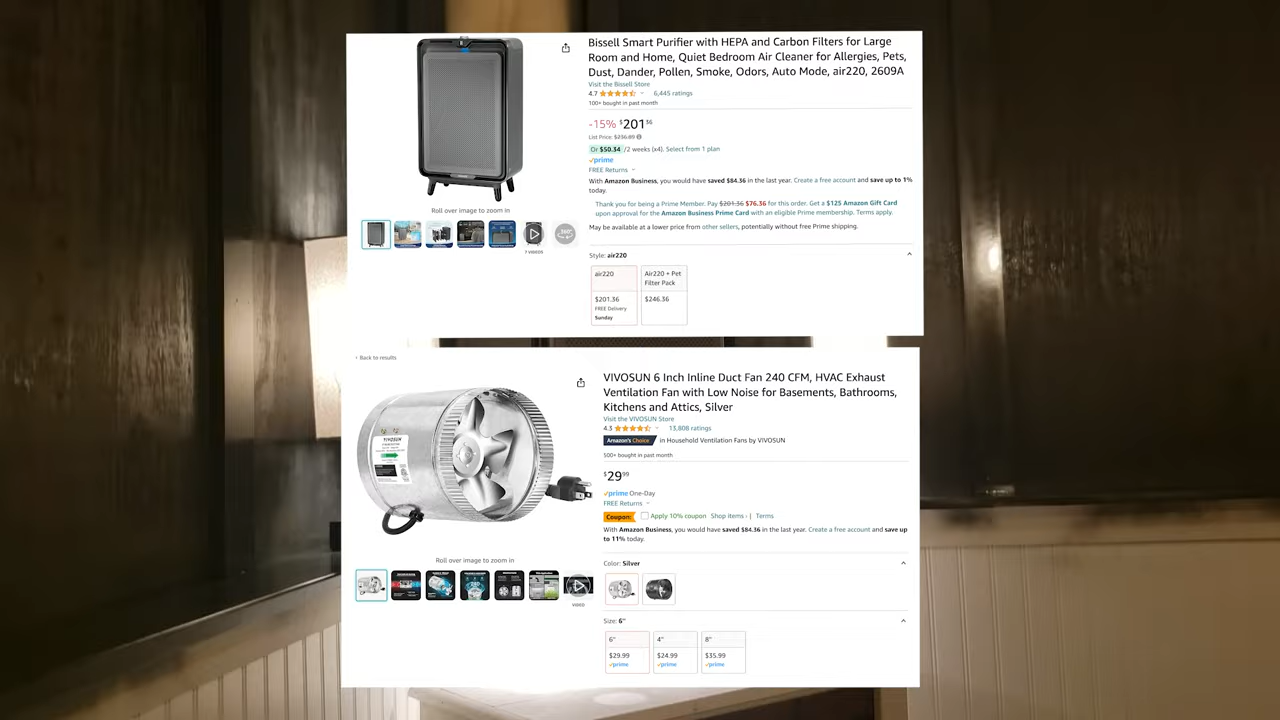 Bissell Smart Purifier with HEPA and Carbon Filters for Large
Room and Home, Quiet Bedroom Air Cleaner for Allergies, Pets,
Dust, Dander, Pollen, Smoke, Odors, Auto Mode, air220, 2609A
Visit the Bissell Store
4.7 6,445 ratings
100+ bought in past month
-15% $201 36
List Price: $236.89
Or $50.34 /2 weeks (x4). Select from 1 plan
prime
FREE Returns
With Amazon Business, you would have saved $84.36 in the last year. Create a free account and save up to 1%
today.
Thank you for being a Prime Member. Pay $201.36 $76.36 for this order. Get a $125 Amazon Gift Card
upon approval for the Amazon Business Prime Card with an eligible Prime membership. Terms apply.
May be available at a lower price from other sellers, potentially without free Prime shipping.
Roll over image to zoom in
360°
1 VIDEOS
Style: air220
air220
$201.36
FREE Delivery
Sunday
Air220 + Pet
Filter Pack
$246.36
‹ Back to results
VIVOSUN 6 Inch Inline Duct Fan 240 CFM, HVAC Exhaust
Ventilation Fan with Low Noise for Basements, Bathrooms,
Kitchens and Attics, Silver
Visit the VIVOSUN Store
4.3 13,808 ratings
Amazon's Choice in Household Ventilation Fans by VIVOSUN
500+ bought in past month
$29 99
prime One-Day
FREE Returns
Coupon: Apply 10% coupon Shop items › | Terms
With Amazon Business, you would have saved $84.36 in the last year. Create a free account and save up
to 11% today.
VIVOSUN
Roll over image to zoom in
VIDEO
Color: Silver
Size: 6"
6"
$29.99
prime
4"
$24.99
prime
8"
$35.99
prime